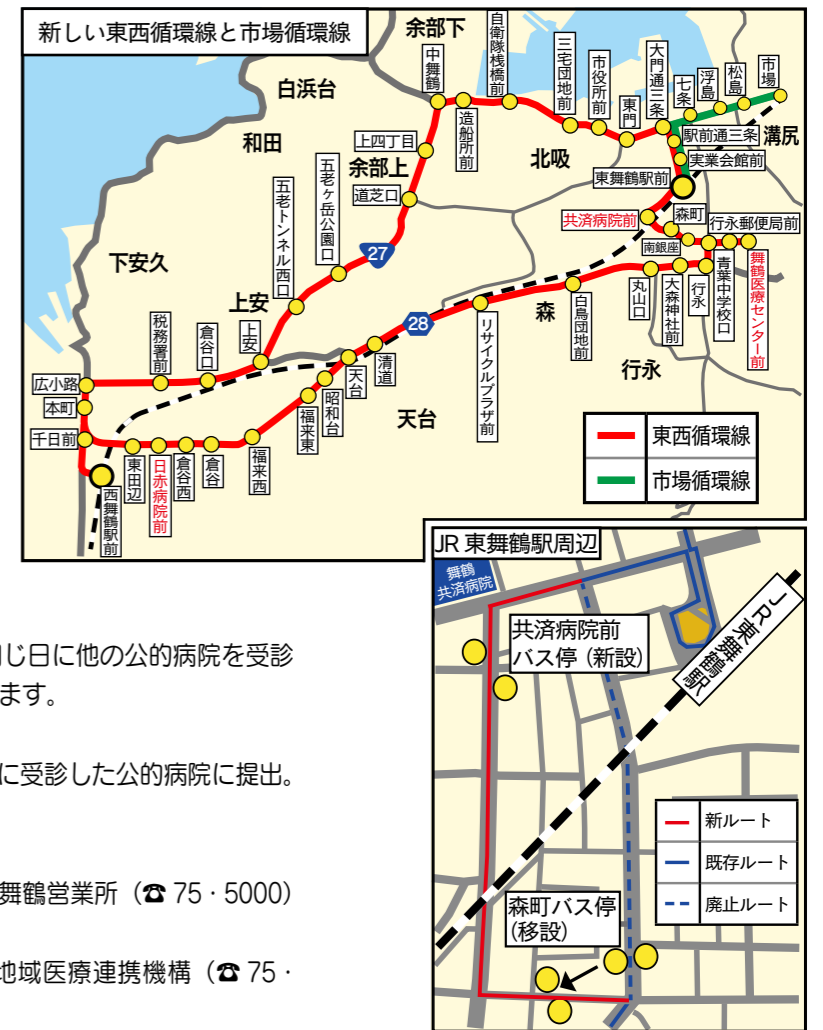 新しい東西循環線と市場循環線
余部下
白浜台
和田
余部上
北吸
溝尻
下安久
上安
森
行永
天台
中舞鶴
造船所前
自衛隊桟橋前
三宅団地前
市役所前
東門
大門通三条
七条
浮島
松島
市場
駅前通三条
実業会館前
東舞鶴駅前
共済病院前
森町
南銀座
行永郵便局前
舞鶴医療センター前
青葉中学校口
行永
大森神社前
丸山口
白鳥団地前
リサイクルプラザ前
清道
天台
昭和台
福来東
福来西
倉谷
倉谷西
日赤病院前
東田辺
西舞鶴駅前
千日前
本町
広小路
税務署前
倉谷口
上安
五老トンネル西口
五老ヶ岳公園口
道芝口
上四丁目
27
28
東西循環線
市場循環線
JR 東舞鶴駅周辺
舞鶴
共済病院
共済病院前
バス停（新設）
JR東舞鶴駅
新ルート
既存ルート
廃止ルート
森町バス停
（移設）
じ日に他の公的病院を受診
ます。
に受診した公的病院に提出。
舞鶴営業所（☎ 75・5000）
地域医療連携機構（☎ 75・